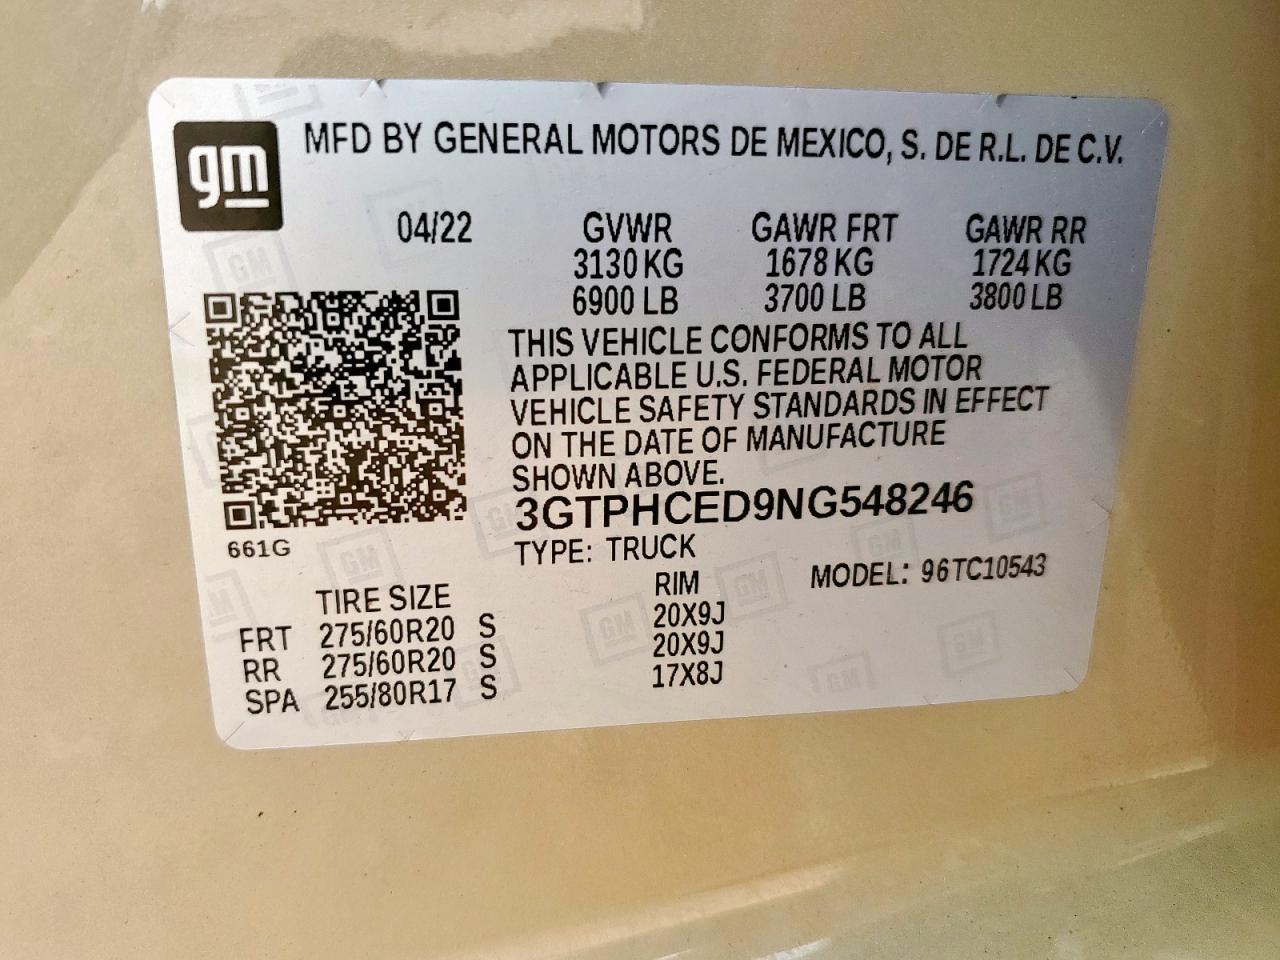 gm MFD BY GENERAL MOTORS DE MEXICO, S. DE R.L. DE C.V.
04/22 GVWR GAWR FRT GAWR RR
3130 KG 1678 KG 1724 KG
6900 LB 3700 LB 3800 LB
THIS VEHICLE CONFORMS TO ALL
APPLICABLE U.S. FEDERAL MOTOR
VEHICLE SAFETY STANDARDS IN EFFECT
ON THE DATE OF MANUFACTURE
SHOWN ABOVE.
3GTPHCED9NG548246
661G
TYPE: TRUCK
MODEL: 96TC10543
TIRE SIZE RIM
FRT 275/60R20 S 20X9J
RR 275/60R20 S 20X9J
SPA 255/80R17 S 17X8J